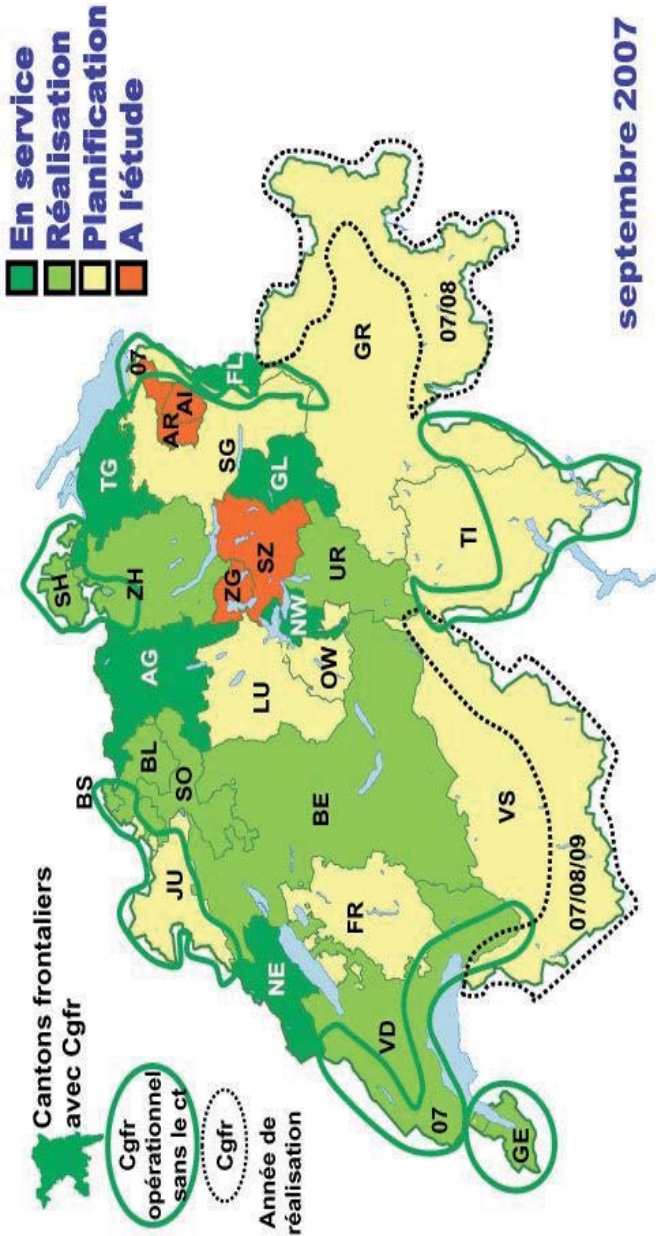 En service
Réalisation
Planification
A l'étude
Cantons frontaliers
avec Cgfr
Cgfr
opérationnel
sans le ct
Cgfr
Année de
réalisation
BS
SH
TG
07
JU
BL
AG
ZH
AR
AI
FL
SO
SG
NE
LU
ZG
SZ
GL
NW
OW
UR
BE
FR
GR
VD
07
07/08
GE
VS
TI
07/08/09
septembre 2007